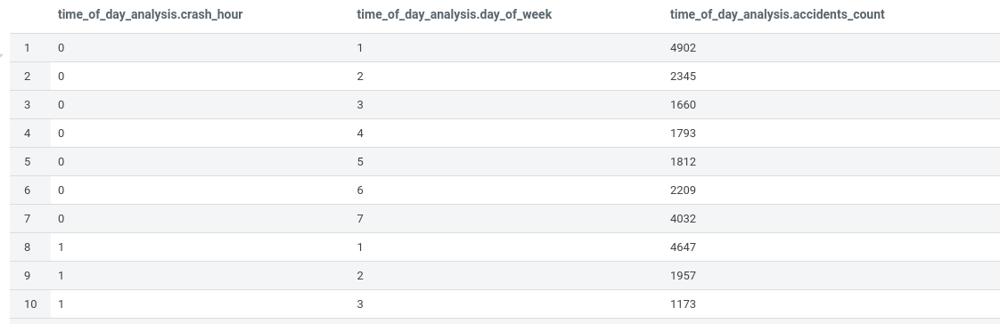 time_of_day_analysis.crash_hour time_of_day_analysis.day_of_week time_of_day_analysis.accidents_count
1 0 1 4902
2 0 2 2345
3 0 3 1660
4 0 4 1793
5 0 5 1812
6 0 6 2209
7 0 7 4032
8 1 1 4647
9 1 2 1957
10 1 3 1173